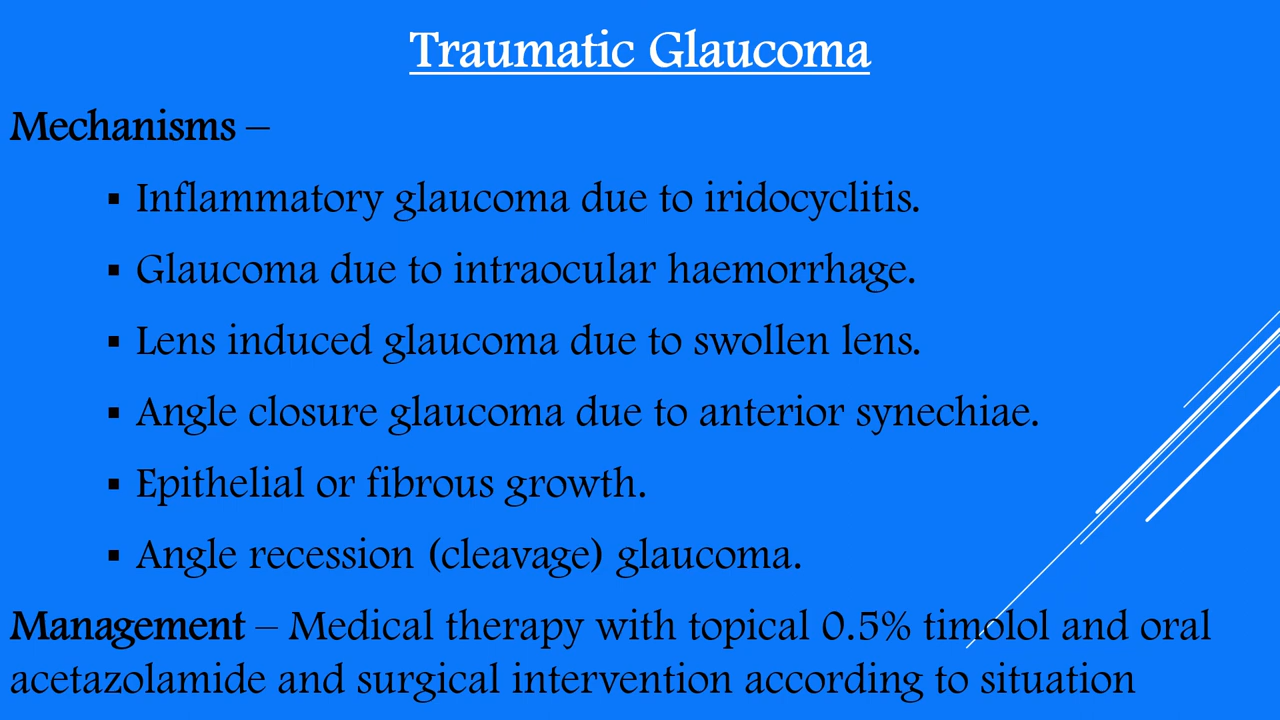 Traumatic Glaucoma
Mechanisms –
▪ Inflammatory glaucoma due to iridocyclitis.
▪ Glaucoma due to intraocular haemorrhage.
▪ Lens induced glaucoma due to swollen lens.
▪ Angle closure glaucoma due to anterior synechiae.
▪ Epithelial or fibrous growth.
▪ Angle recession (cleavage) glaucoma.
Management – Medical therapy with topical 0.5% timolol and oral
acetazolamide and surgical intervention according to situation